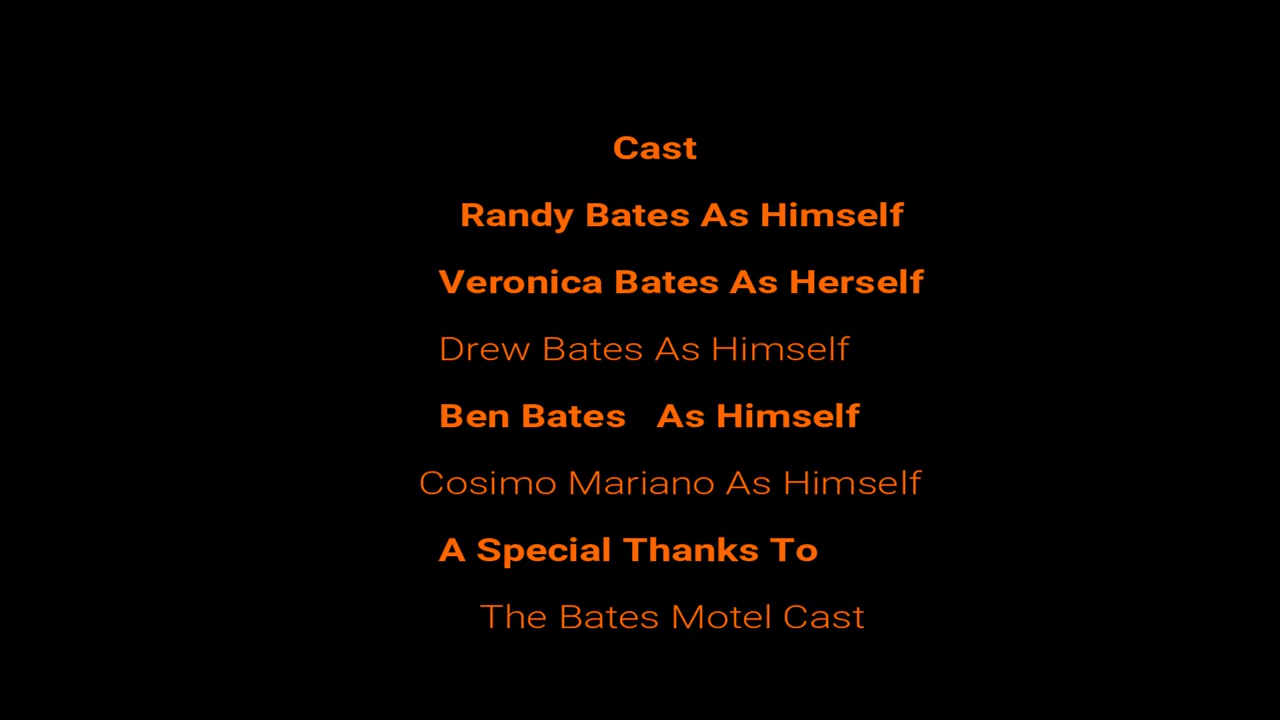 Cast
Randy Bates As Himself
Veronica Bates As Herself
Drew Bates As Himself
Ben Bates As Himself
Cosimo Mariano As Himself
A Special Thanks To
The Bates Motel Cast